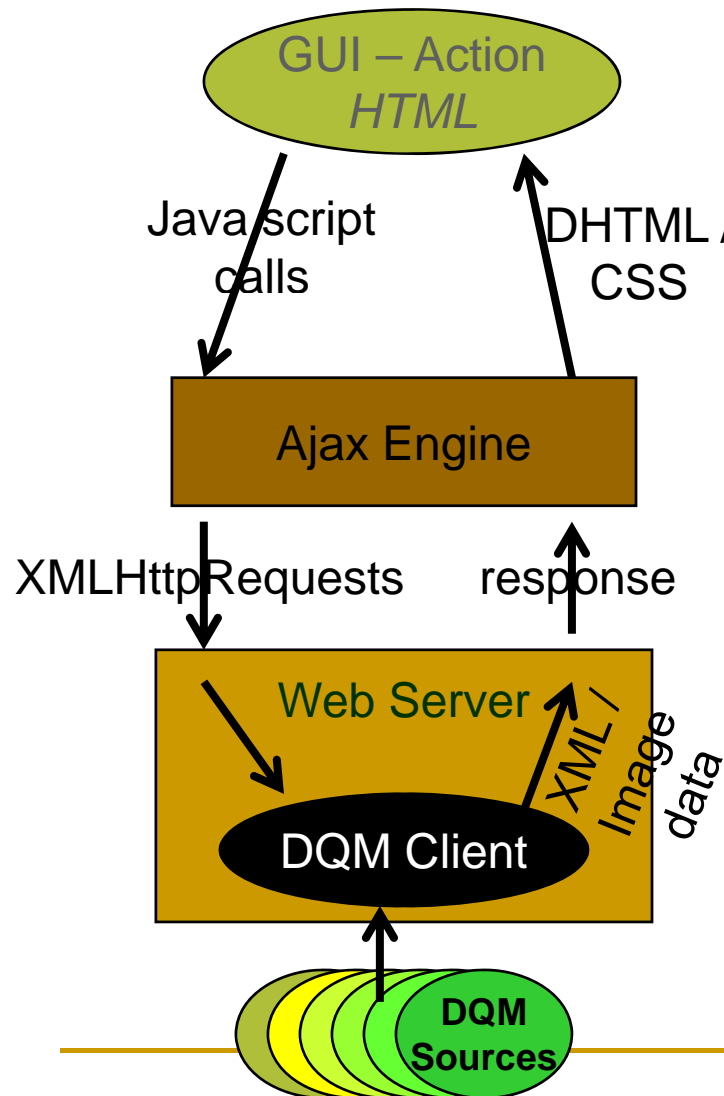 GUI – Action
HTML
Java script
calls
DHTML /
CSS
Ajax Engine
XMLHttpRequests
response
Web Server
XML /
Image
data
DQM Client
DQM
Sources